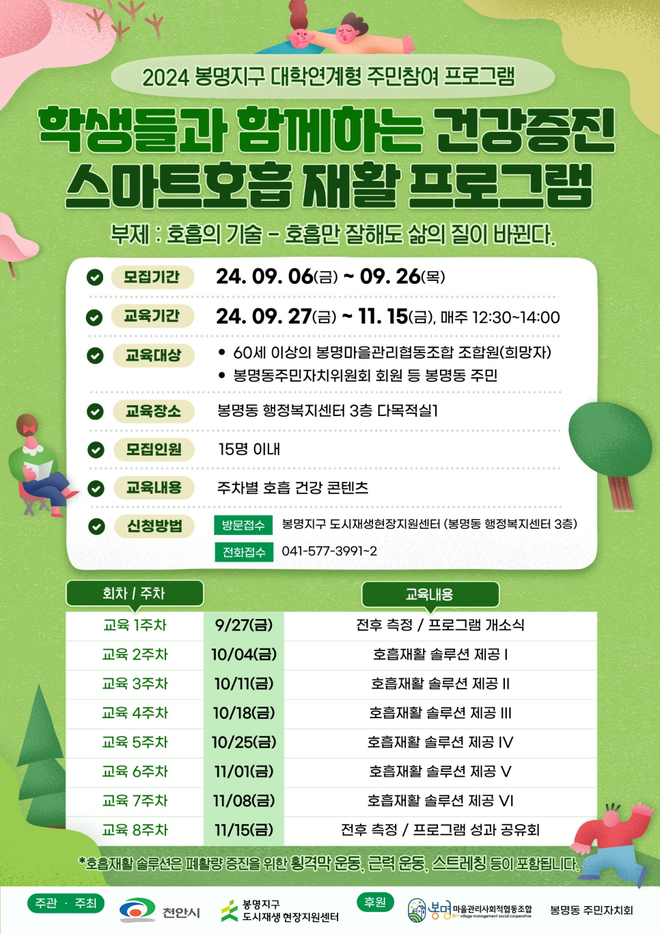 2024 봉명지구 대학연계형 주민참여 프로그램
학생들과 함께하는 건강증진
스마트호흡 재활 프로그램
부제 : 호흡의 기술 - 호흡만 잘해도 삶의 질이 바뀐다.
모집기간 24. 09. 06(금) ~ 09. 26(목)
교육기간 24. 09. 27(금) ~ 11. 15(금), 매주 12:30~14:00
교육대상 • 60세 이상의 봉명마을관리협동조합 조합원(희망자)
• 봉명동주민자치위원회 회원 등 봉명동 주민
교육장소 봉명동 행정복지센터 3층 다목적실1
모집인원 15명 이내
교육내용 주차별 호흡 건강 콘텐츠
신청방법 방문접수 봉명지구 도시재생현장지원센터 (봉명동 행정복지센터 3층)
전화접수 041-577-3991~2
회차 / 주차 교육내용
교육 1주차 9/27(금) 전후 측정 / 프로그램 개소식
교육 2주차 10/04(금) 호흡재활 솔루션 제공 I
교육 3주차 10/11(금) 호흡재활 솔루션 제공 II
교육 4주차 10/18(금) 호흡재활 솔루션 제공 III
교육 5주차 10/25(금) 호흡재활 솔루션 제공 IV
교육 6주차 11/01(금) 호흡재활 솔루션 제공 V
교육 7주차 11/08(금) 호흡재활 솔루션 제공 VI
교육 8주차 11/15(금) 전후 측정 / 프로그램 성과 공유회
*호흡재활 솔루션은 폐활량 증진을 위한 횡격막 운동, 근력 운동, 스트레칭 등이 포함됩니다.
주관 · 주최 천안시 봉명지구
도시재생 현장지원센터
후원 봉명마을관리사회적협동조합 봉명동 주민자치회
village management social cooperative